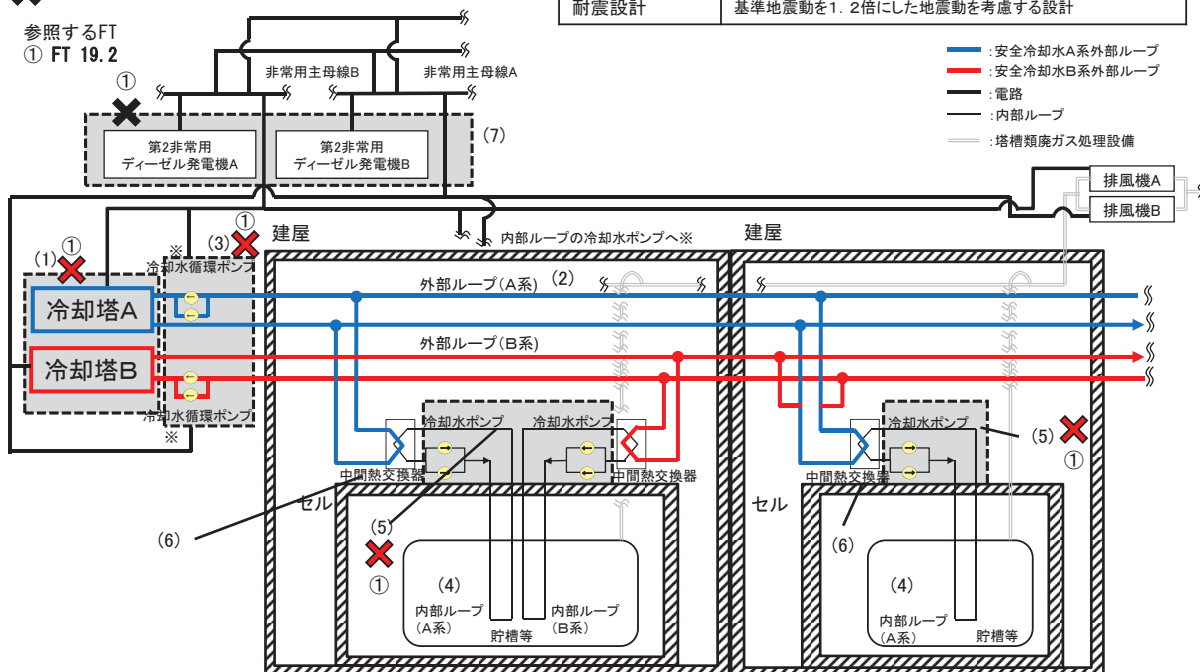 耐震設計
基準地震動を1.2倍にした地震動を考慮する設計
参照するFT
① FT 19.2
:安全冷却水A系外部ループ
:安全冷却水B系外部ループ
:電路
:内部ループ
:塔槽類廃ガス処理設備
①
非常用主母線B
非常用主母線A
第2非常用
ディーゼル発電機A
第2非常用
ディーゼル発電機B
(7)
排風機A
排風機B
(1)
①
(3)
①
※
冷却水循環ポンプ
建屋
内部ループの冷却水ポンプへ※
建屋
冷却塔A
外部ループ(A系)
(2)
冷却塔B
外部ループ(B系)
冷却水循環ポンプ
※
冷却水ポンプ
冷却水ポンプ
冷却水ポンプ
(5)
①
中間熱交換器
中間熱交換器
中間熱交換器
セル
セル
(6)
(5)
①
(6)
(4)
内部ループ
(A系)
内部ループ
(B系)
貯槽等
(4)
内部ループ
(A系)
貯槽等